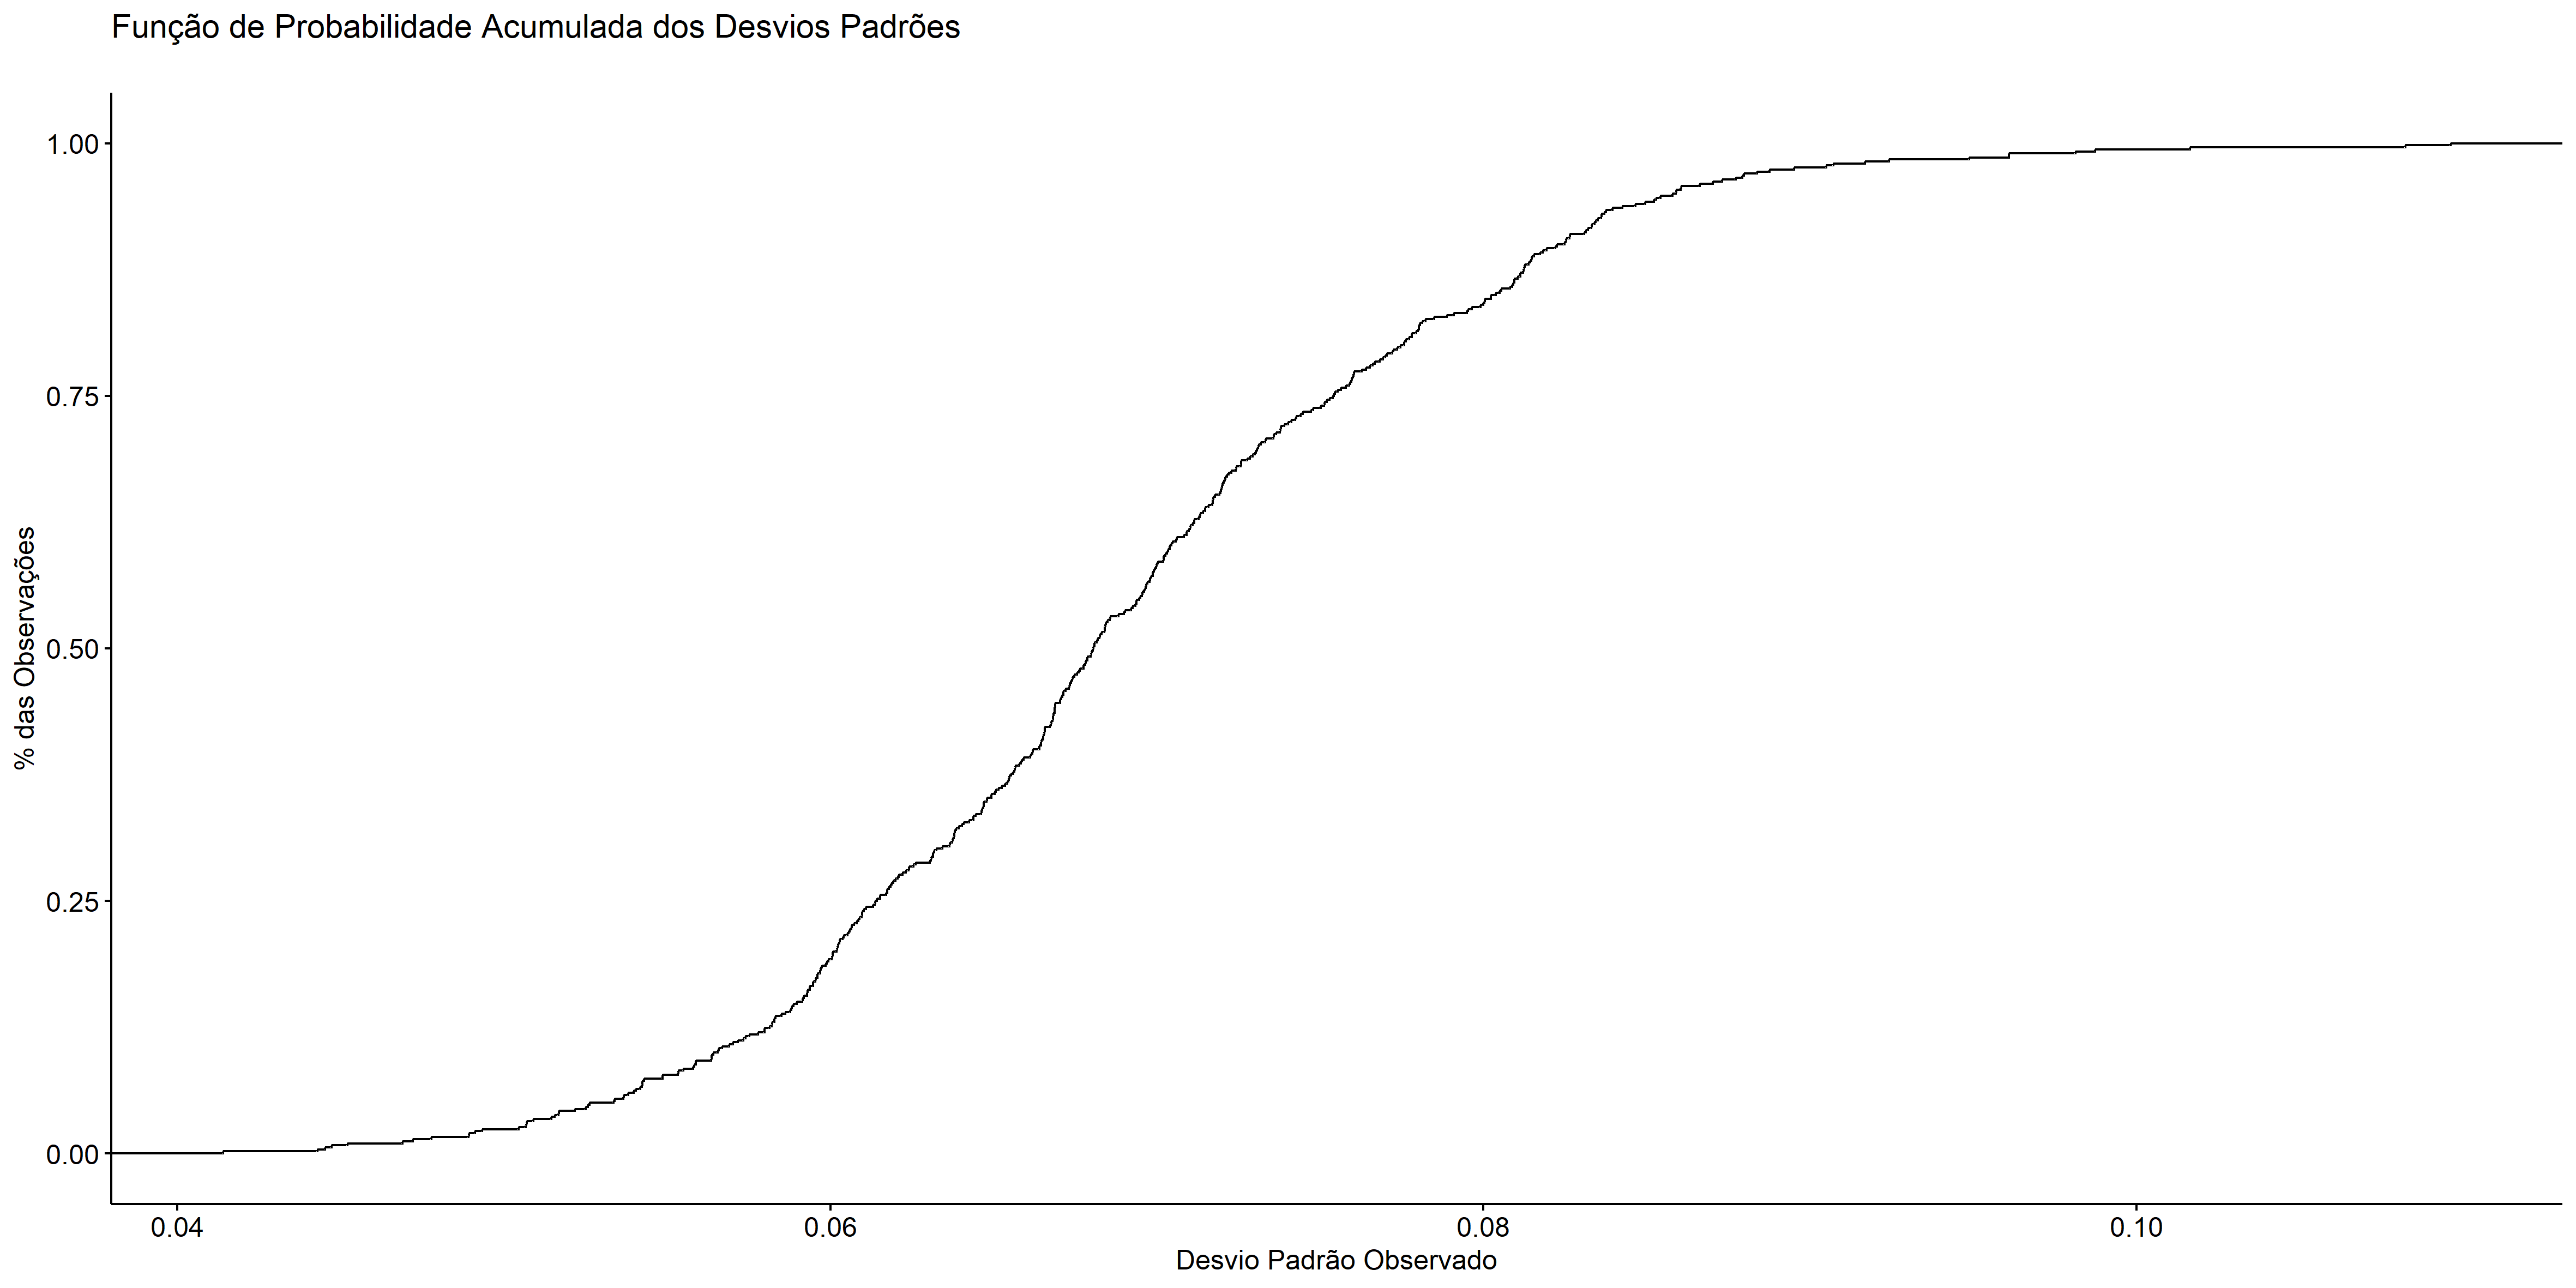 Função de Probabilidade Acumulada dos Desvios Padrões
1.00
0.75
0.50
0.25
0.00
% das Observações
0.04 0.06 0.08 0.10
Desvio Padrão Observado